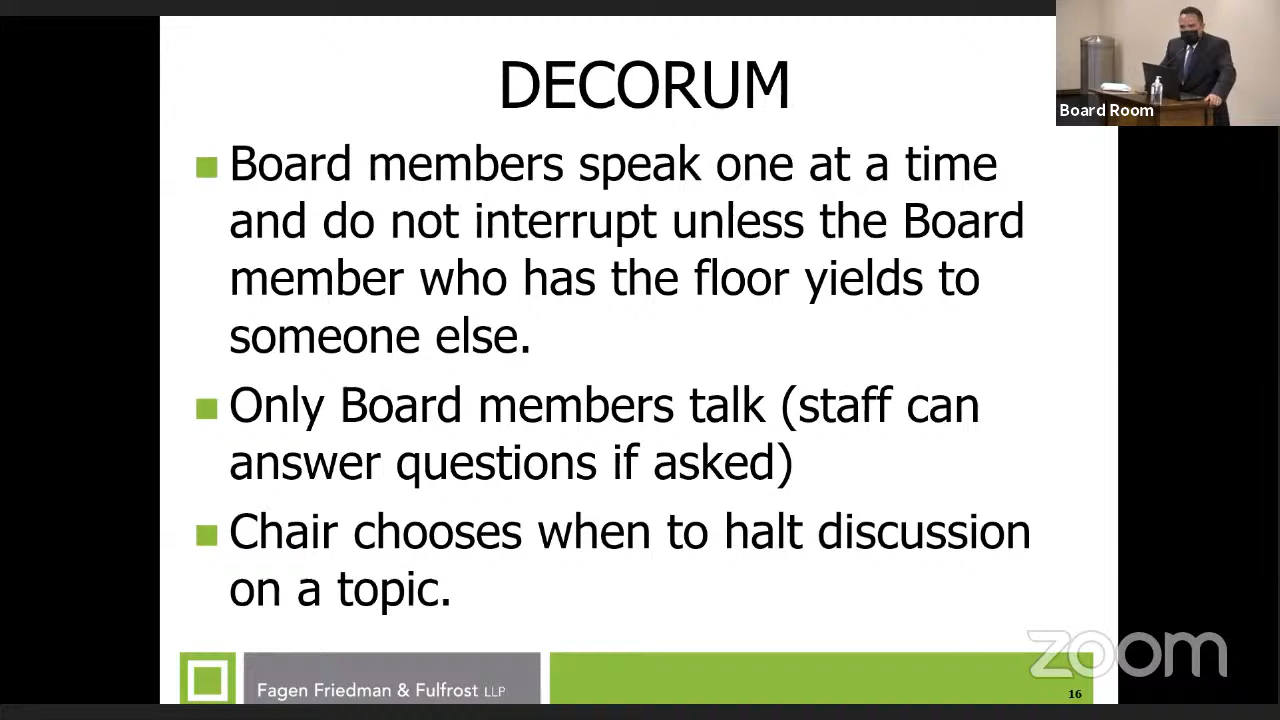 DECORUM
Board Room
Board members speak one at a time
and do not interrupt unless the Board
member who has the floor yields to
someone else.
Only Board members talk (staff can
answer questions if asked)
Chair chooses when to halt discussion
on a topic.
Fagen Friedman & Fulfrost LLP
16
zoom